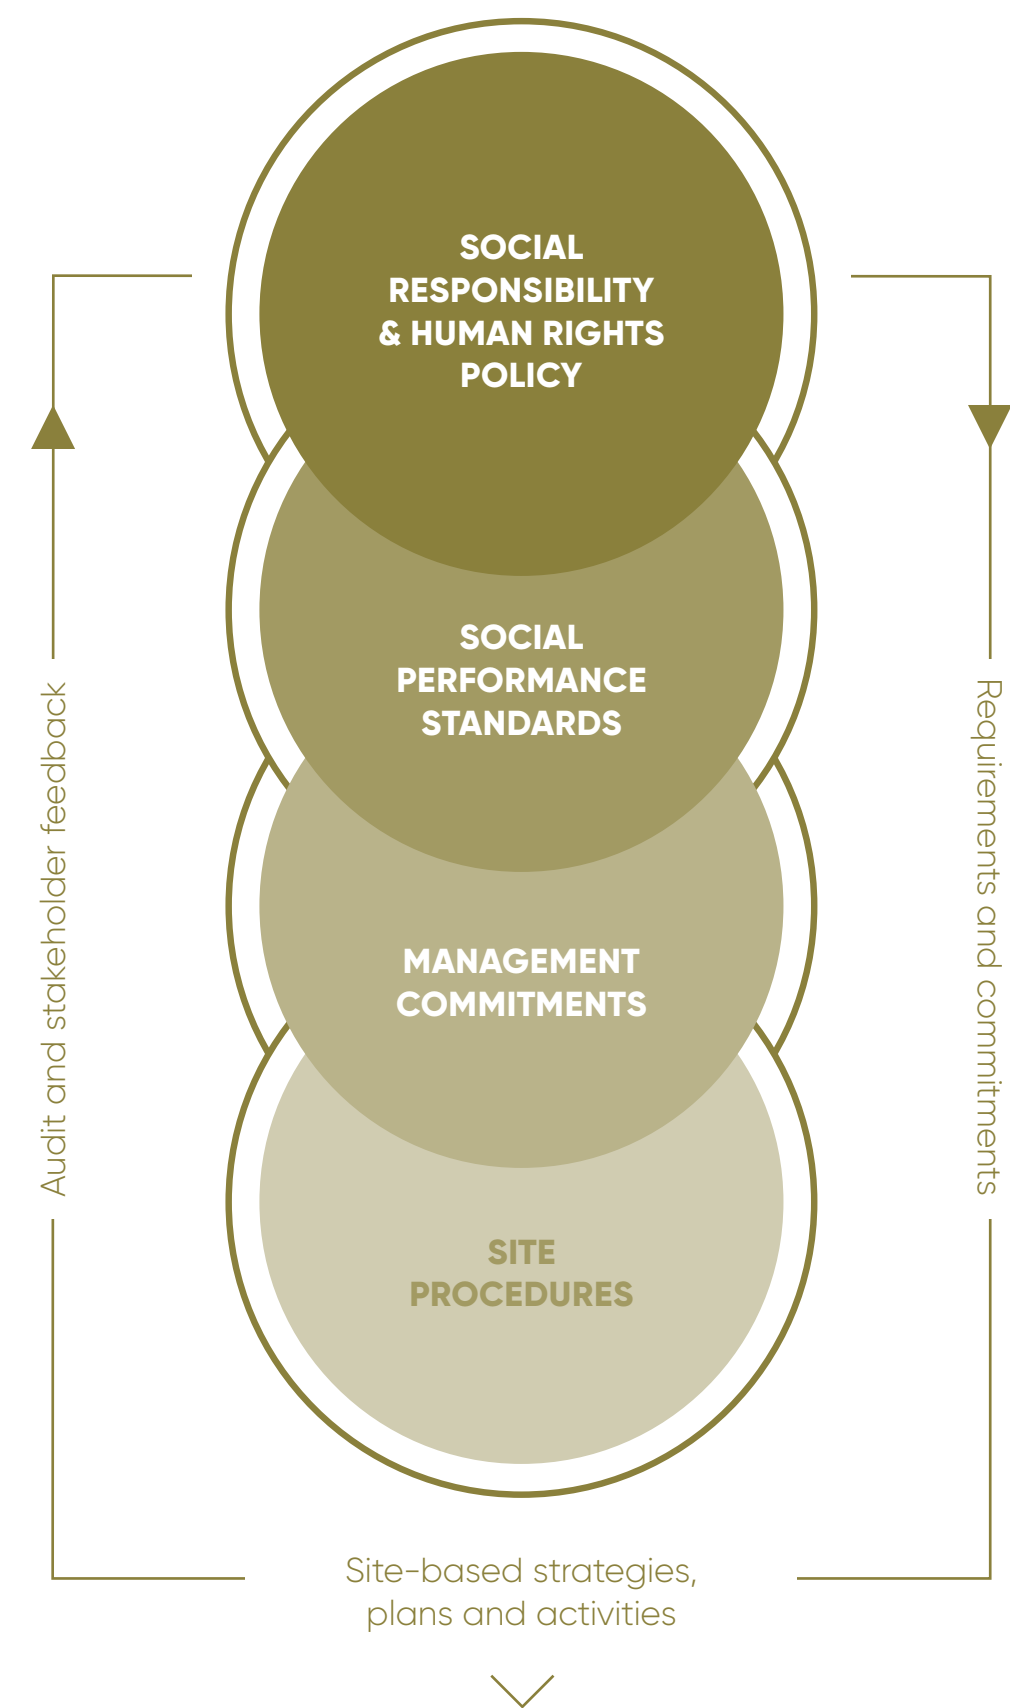 SOCIAL
RESPONSIBILITY
& HUMAN RIGHTS
POLICY
SOCIAL
PERFORMANCE
STANDARDS
MANAGEMENT
COMMITMENTS
SITE
PROCEDURES
Audit and stakeholder feedback
Requirements and commitments
Site-based strategies,
plans and activities